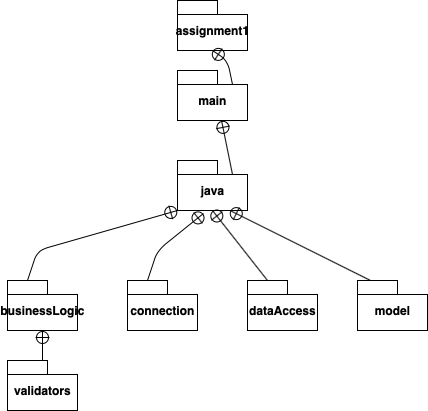 assignment1
main
java
businessLogic
connection
dataAccess
model
validators